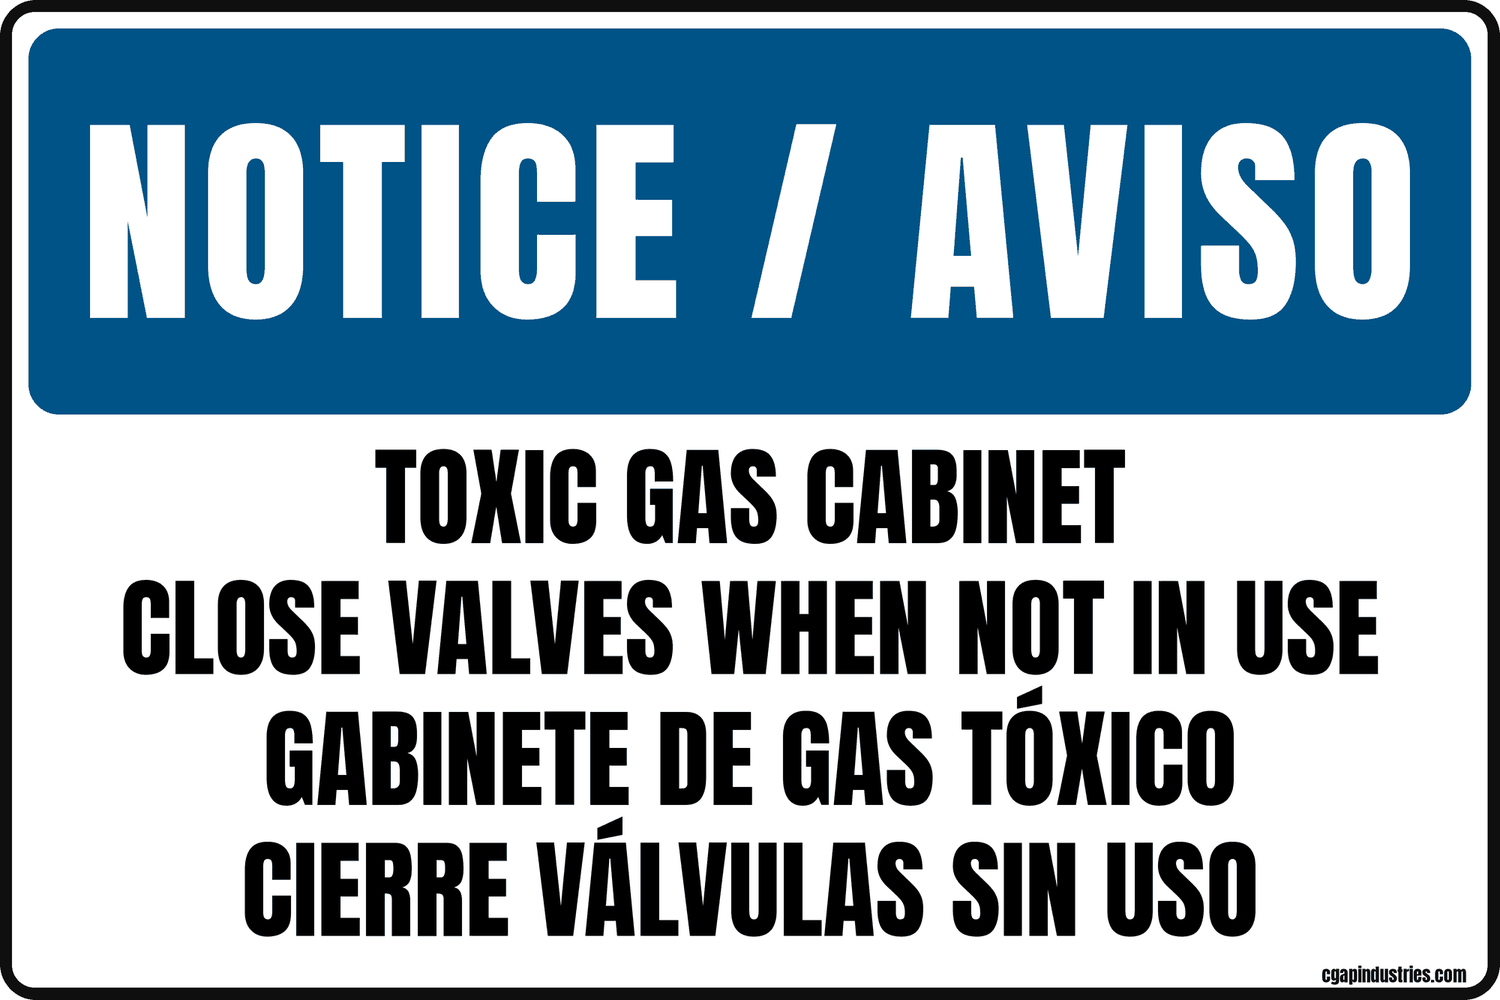 NOTICE / AVISO
TOXIC GAS CABINET
CLOSE VALVES WHEN NOT IN USE
GABINETE DE GAS TÓXICO
CIERRE VÁLVULAS SIN USO
cgapindustries.com